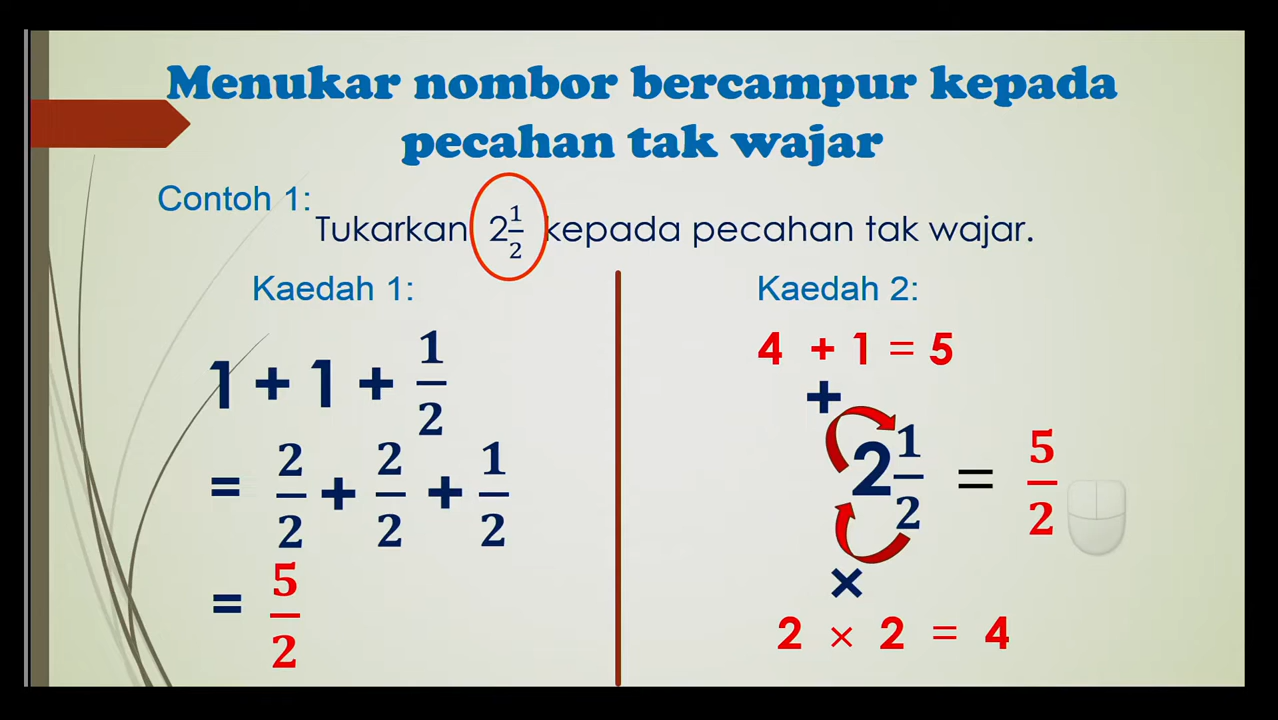 Menukar nombor bercampur kepada
pecahan tak wajar
Contoh 1:
Tukarkan 2 1/2 kepada pecahan tak wajar.
Kaedah 1:
1 + 1 + 1/2
= 2/2 + 2/2 + 1/2
= 5/2
Kaedah 2:
4 + 1 = 5
+
2 1/2 = 5/2
×
2 × 2 = 4